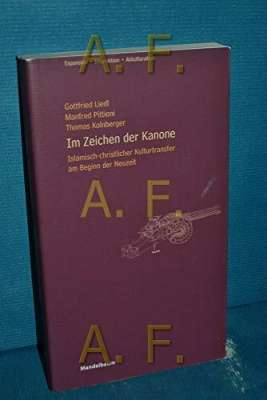 A. F.
Gottfried Liedl
Manfred Pittioni
Thomas Kolnberger
Im Zeichen der Kanone
Islamisch-christlicher Kulturtransfer
am Beginn der Neuzeit
A. F.
A. F.
Mandelbaum